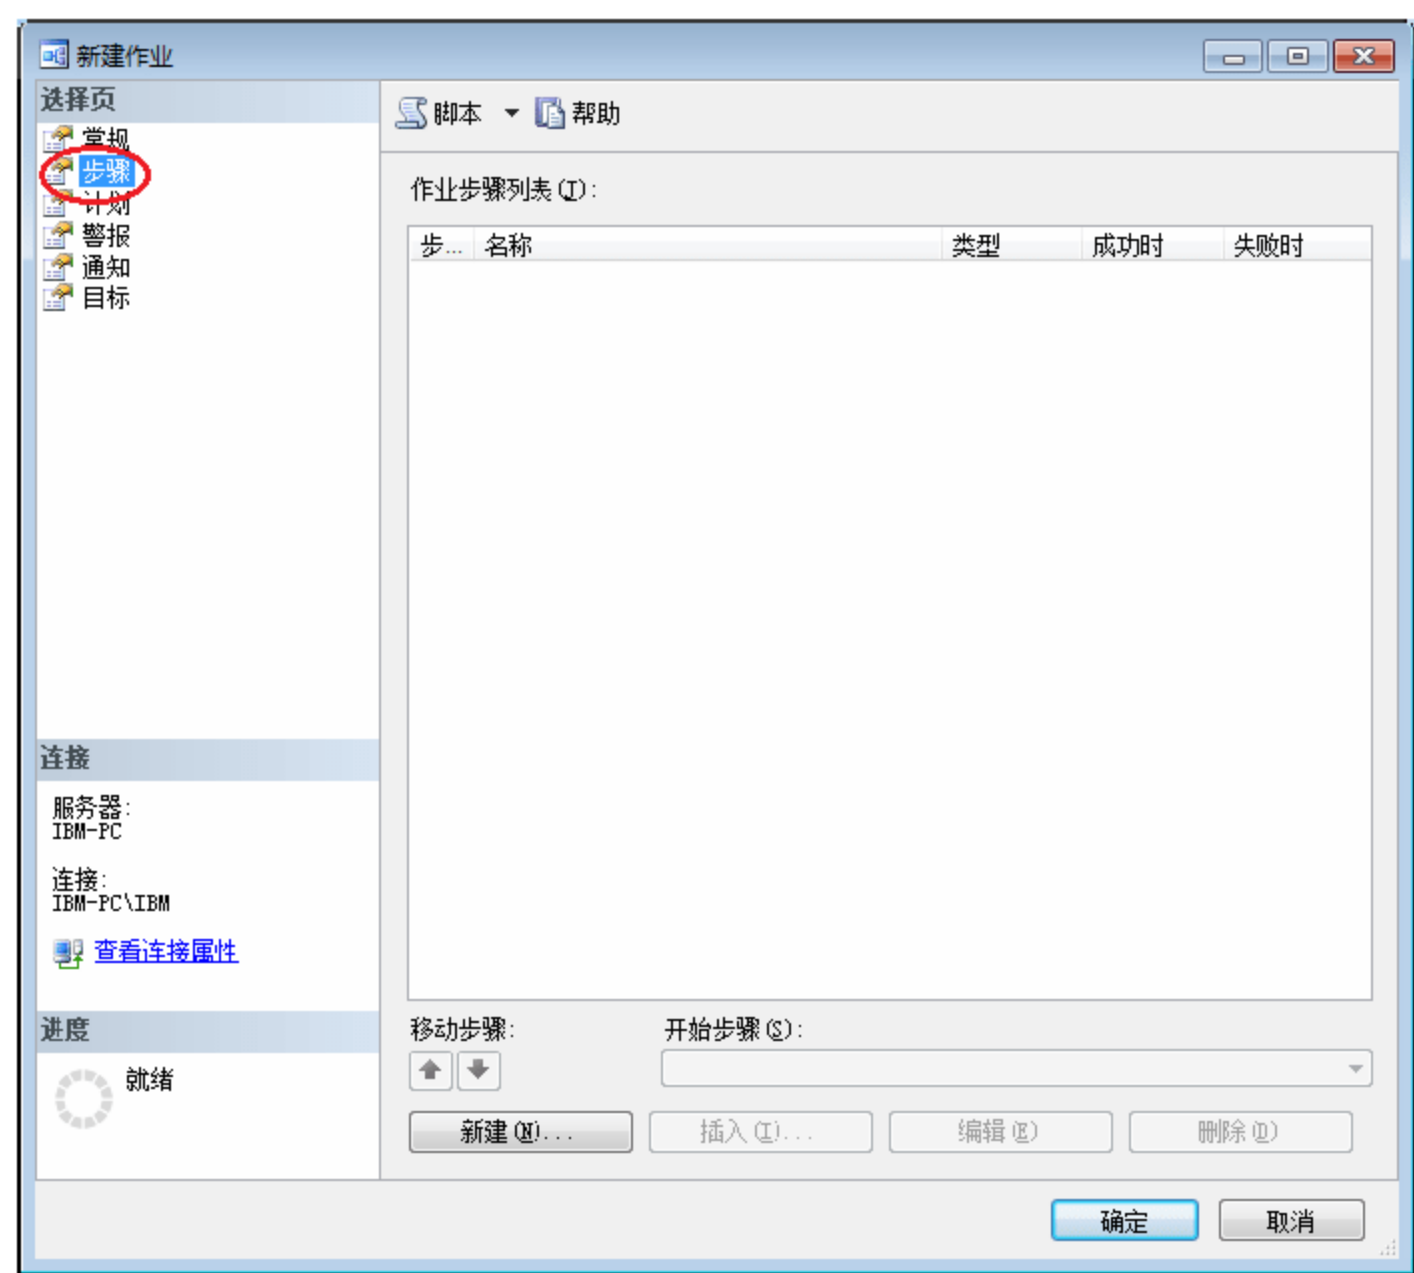 新建作业
选择页
常规
步骤
计划
警报
通知
目标
脚本 帮助
作业步骤列表(J):
步... 名称 类型 成功时 失败时
连接
服务器:
IBM-PC
连接:
IBM-PC\IBM
查看连接属性
进度
就绪
移动步骤: 开始步骤(S):
新建(N)... 插入(I)... 编辑(E) 删除(D)
确定 取消